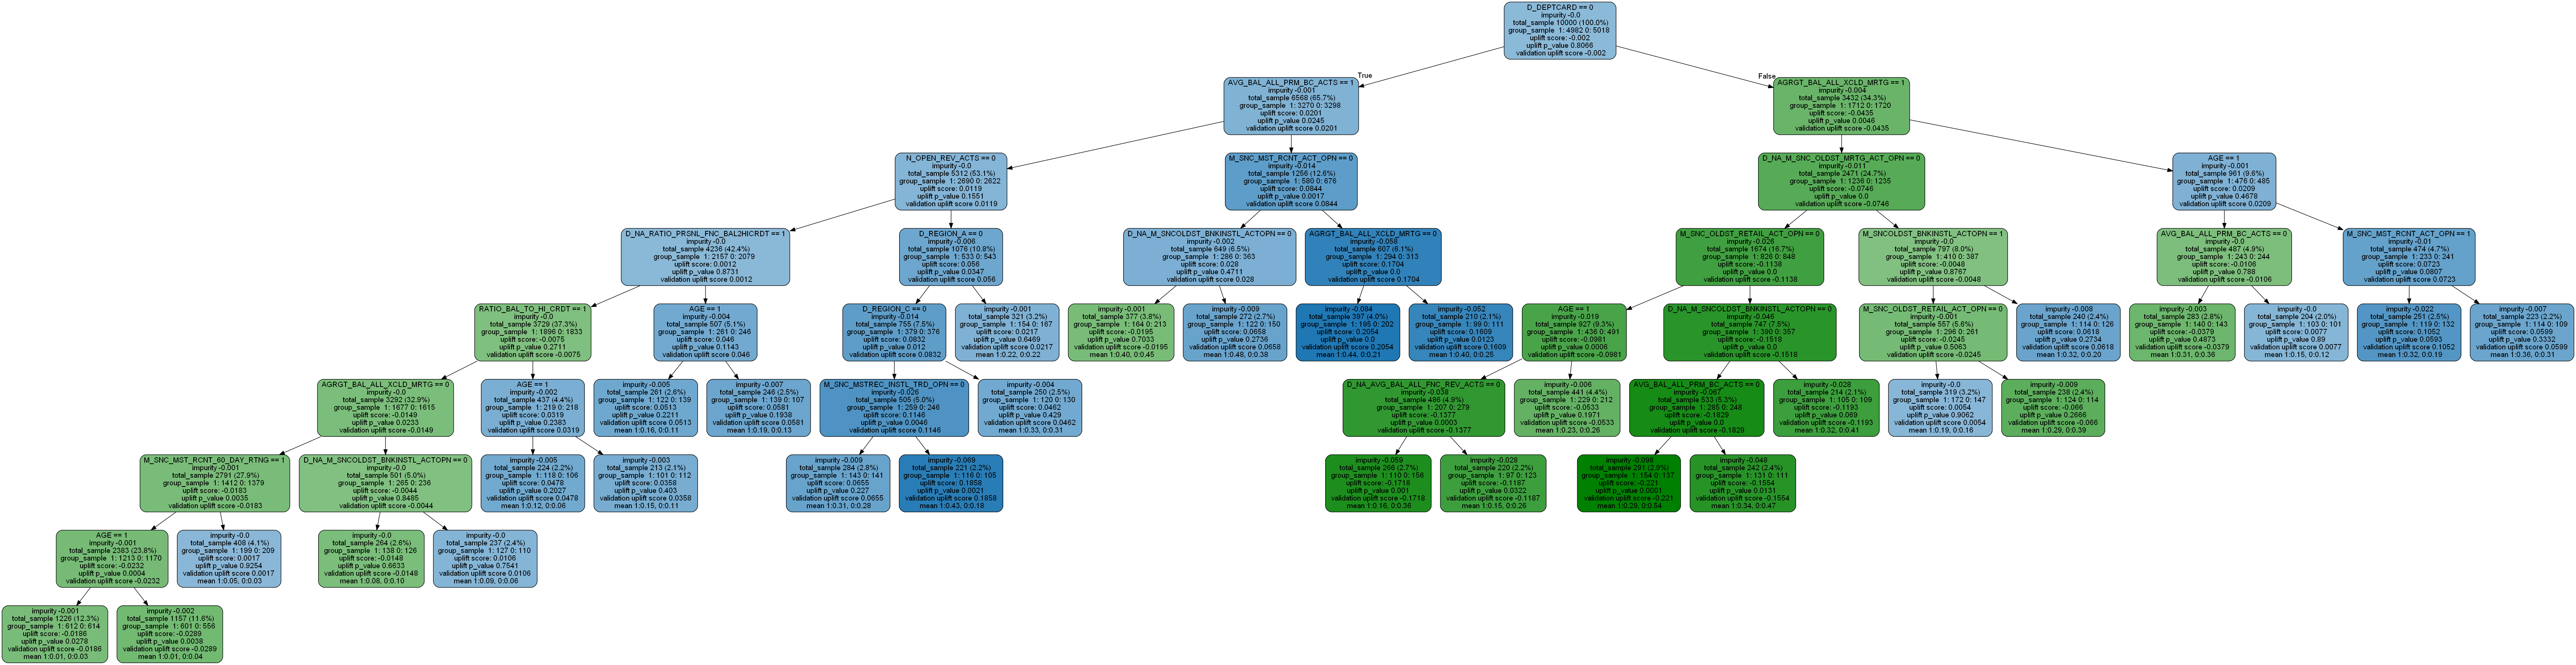 D_DEPTCARD == 0
impurity -0.0
total_sample 10000 (100.0%)
group_sample 1: 4982 0: 5018
uplift score: -0.002
uplift p_value 0.8066
validation uplift score -0.002
True
False
AVG_BAL_ALL_PRM_BC_ACTS == 1
impurity -0.001
total_sample 6568 (65.7%)
group_sample 1: 3270 0: 3298
uplift score: 0.0201
uplift p_value 0.0245
validation uplift score 0.0201
AGRGT_BAL_ALL_XCLD_MRTG == 1
impurity -0.004
total_sample 3432 (34.3%)
group_sample 1: 1712 0: 1720
uplift score: -0.0435
uplift p_value 0.0046
validation uplift score -0.0435
N_OPEN_REV_ACTS == 0
impurity -0.0
total_sample 5312 (53.1%)
group_sample 1: 2690 0: 2622
uplift score: 0.0119
uplift p_value 0.1551
validation uplift score 0.0119
M_SNC_MST_RCNT_ACT_OPN == 0
impurity -0.014
total_sample 1256 (12.6%)
group_sample 1: 580 0: 676
uplift score: 0.0844
uplift p_value 0.0017
validation uplift score 0.0844
D_NA_M_SNC_OLDST_MRTG_ACT_OPN == 0
impurity -0.011
total_sample 2471 (24.7%)
group_sample 1: 1236 0: 1235
uplift score: -0.0746
uplift p_value 0.0
validation uplift score -0.0746
AGE == 1
impurity -0.001
total_sample 961 (9.6%)
group_sample 1: 476 0: 485
uplift score: 0.0209
uplift p_value 0.4678
validation uplift score 0.0209
D_NA_RATIO_PRSNL_FNC_BAL2HICRDT == 1
impurity -0.0
total_sample 4236 (42.4%)
group_sample 1: 2157 0: 2079
uplift score: 0.0012
uplift p_value 0.8731
validation uplift score 0.0012
D_REGION_A == 0
impurity -0.006
total_sample 1076 (10.8%)
group_sample 1: 533 0: 543
uplift score: 0.056
uplift p_value 0.0347
validation uplift score 0.056
D_NA_M_SNCOLDST_BNKINSTL_ACTOPN == 0
impurity -0.002
total_sample 649 (6.5%)
group_sample 1: 286 0: 363
uplift score: 0.028
uplift p_value 0.4711
validation uplift score 0.028
AGRGT_BAL_ALL_XCLD_MRTG == 0
impurity -0.058
total_sample 607 (6.1%)
group_sample 1: 294 0: 313
uplift score: 0.1704
uplift p_value 0.0
validation uplift score 0.1704
M_SNC_OLDST_RETAIL_ACT_OPN == 0
impurity -0.026
total_sample 1674 (16.7%)
group_sample 1: 826 0: 848
uplift score: -0.1138
uplift p_value 0.0
validation uplift score -0.1138
M_SNCOLDST_BNKINSTL_ACTOPN == 1
impurity -0.0
total_sample 797 (8.0%)
group_sample 1: 410 0: 387
uplift score: -0.0048
uplift p_value 0.8767
validation uplift score -0.0048
AVG_BAL_ALL_PRM_BC_ACTS == 0
impurity -0.0
total_sample 487 (4.9%)
group_sample 1: 243 0: 244
uplift score: -0.0106
uplift p_value 0.788
validation uplift score -0.0106
M_SNC_MST_RCNT_ACT_OPN == 1
impurity -0.01
total_sample 474 (4.7%)
group_sample 1: 233 0: 241
uplift score: 0.0723
uplift p_value 0.0807
validation uplift score 0.0723
RATIO_BAL_TO_HI_CRDT == 1
impurity -0.0
total_sample 3729 (37.3%)
group_sample 1: 1896 0: 1833
uplift score: -0.0075
uplift p_value 0.2711
validation uplift score -0.0075
AGE == 1
impurity -0.004
total_sample 507 (5.1%)
group_sample 1: 261 0: 246
uplift score: 0.046
uplift p_value 0.1143
validation uplift score 0.046
D_REGION_C == 0
impurity -0.014
total_sample 755 (7.5%)
group_sample 1: 379 0: 376
uplift score: 0.0832
uplift p_value 0.012
validation uplift score 0.0832
impurity -0.001
total_sample 321 (3.2%)
group_sample 1: 154 0: 167
uplift score: 0.0217
uplift p_value 0.6469
validation uplift score 0.0217
mean 1:0.22, 0:0.22
impurity -0.001
total_sample 377 (3.8%)
group_sample 1: 164 0: 213
uplift score: -0.0195
uplift p_value 0.7033
validation uplift score -0.0195
mean 1:0.40, 0:0.45
impurity -0.009
total_sample 272 (2.7%)
group_sample 1: 122 0: 150
uplift score: 0.0658
uplift p_value 0.2736
validation uplift score 0.0658
mean 1:0.48, 0:0.38
impurity -0.084
total_sample 397 (4.0%)
group_sample 1: 195 0: 202
uplift score: 0.2054
uplift p_value 0.0
validation uplift score 0.2054
mean 1:0.44, 0:0.21
impurity -0.052
total_sample 210 (2.1%)
group_sample 1: 99 0: 111
uplift score: 0.1609
uplift p_value 0.0123
validation uplift score 0.1609
mean 1:0.40, 0:0.25
AGE == 1
impurity -0.019
total_sample 927 (9.3%)
group_sample 1: 436 0: 491
uplift score: -0.0981
uplift p_value 0.0006
validation uplift score -0.0981
D_NA_M_SNCOLDST_BNKINSTL_ACTOPN == 0
impurity -0.046
total_sample 747 (7.5%)
group_sample 1: 390 0: 357
uplift score: -0.1518
uplift p_value 0.0
validation uplift score -0.1518
M_SNC_OLDST_RETAIL_ACT_OPN == 0
impurity -0.001
total_sample 557 (5.6%)
group_sample 1: 296 0: 261
uplift score: -0.0245
uplift p_value 0.5063
validation uplift score -0.0245
impurity -0.008
total_sample 240 (2.4%)
group_sample 1: 114 0: 126
uplift score: 0.0618
uplift p_value 0.2734
validation uplift score 0.0618
mean 1:0.32, 0:0.20
impurity -0.003
total_sample 283 (2.8%)
group_sample 1: 140 0: 143
uplift score: -0.0379
uplift p_value 0.4873
validation uplift score -0.0379
mean 1:0.31, 0:0.36
impurity -0.0
total_sample 204 (2.0%)
group_sample 1: 103 0: 101
uplift score: 0.0077
uplift p_value 0.89
validation uplift score 0.0077
mean 1:0.15, 0:0.12
impurity -0.022
total_sample 251 (2.5%)
group_sample 1: 119 0: 132
uplift score: 0.1052
uplift p_value 0.0593
validation uplift score 0.1052
mean 1:0.32, 0:0.19
impurity -0.007
total_sample 223 (2.2%)
group_sample 1: 114 0: 109
uplift score: 0.0599
uplift p_value 0.3332
validation uplift score 0.0599
mean 1:0.36, 0:0.31
AGRGT_BAL_ALL_XCLD_MRTG == 0
impurity -0.0
total_sample 3292 (32.9%)
group_sample 1: 1677 0: 1615
uplift score: -0.0149
uplift p_value 0.0233
validation uplift score -0.0149
AGE == 1
impurity -0.002
total_sample 437 (4.4%)
group_sample 1: 219 0: 218
uplift score: 0.0319
uplift p_value 0.2383
validation uplift score 0.0319
impurity -0.005
total_sample 261 (2.6%)
group_sample 1: 122 0: 139
uplift score: 0.0513
uplift p_value 0.2211
validation uplift score 0.0513
mean 1:0.16, 0:0.11
impurity -0.007
total_sample 246 (2.5%)
group_sample 1: 139 0: 107
uplift score: 0.0581
uplift p_value 0.1938
validation uplift score 0.0581
mean 1:0.19, 0:0.13
M_SNC_MSTREC_INSTL_TRD_OPN == 0
impurity -0.026
total_sample 505 (5.0%)
group_sample 1: 259 0: 246
uplift score: 0.1146
uplift p_value 0.0046
validation uplift score 0.1146
impurity -0.004
total_sample 250 (2.5%)
group_sample 1: 120 0: 130
uplift score: 0.0462
uplift p_value 0.429
validation uplift score 0.0462
mean 1:0.33, 0:0.31
D_NA_AVG_BAL_ALL_FNC_REV_ACTS == 0
impurity -0.038
total_sample 486 (4.9%)
group_sample 1: 207 0: 279
uplift score: -0.1377
uplift p_value 0.0003
validation uplift score -0.1377
impurity -0.006
total_sample 441 (4.4%)
group_sample 1: 229 0: 212
uplift score: -0.0533
uplift p_value 0.1971
validation uplift score -0.0533
mean 1:0.23, 0:0.26
AVG_BAL_ALL_PRM_BC_ACTS == 0
impurity -0.067
total_sample 533 (5.3%)
group_sample 1: 285 0: 248
uplift score: -0.1829
uplift p_value 0.0
validation uplift score -0.1829
impurity -0.028
total_sample 214 (2.1%)
group_sample 1: 105 0: 109
uplift score: -0.1193
uplift p_value 0.069
validation uplift score -0.1193
mean 1:0.32, 0:0.41
impurity -0.0
total_sample 319 (3.2%)
group_sample 1: 172 0: 147
uplift score: 0.0054
uplift p_value 0.9062
validation uplift score 0.0054
mean 1:0.19, 0:0.16
impurity -0.009
total_sample 238 (2.4%)
group_sample 1: 124 0: 114
uplift score: -0.066
uplift p_value 0.2666
validation uplift score -0.066
mean 1:0.29, 0:0.39
M_SNC_MST_RCNT_60_DAY_RTNG == 1
impurity -0.001
total_sample 2791 (27.9%)
group_sample 1: 1412 0: 1379
uplift score: -0.0183
uplift p_value 0.0035
validation uplift score -0.0183
D_NA_M_SNCOLDST_BNKINSTL_ACTOPN == 0
impurity -0.0
total_sample 501 (5.0%)
group_sample 1: 265 0: 236
uplift score: -0.0044
uplift p_value 0.8485
validation uplift score -0.0044
impurity -0.005
total_sample 224 (2.2%)
group_sample 1: 118 0: 106
uplift score: 0.0478
uplift p_value 0.2027
validation uplift score 0.0478
mean 1:0.12, 0:0.06
impurity -0.003
total_sample 213 (2.1%)
group_sample 1: 101 0: 112
uplift score: 0.0358
uplift p_value 0.403
validation uplift score 0.0358
mean 1:0.15, 0:0.11
impurity -0.009
total_sample 284 (2.8%)
group_sample 1: 143 0: 141
uplift score: 0.0655
uplift p_value 0.227
validation uplift score 0.0655
mean 1:0.31, 0:0.28
impurity -0.069
total_sample 221 (2.2%)
group_sample 1: 116 0: 105
uplift score: 0.1858
uplift p_value 0.0021
validation uplift score 0.1858
mean 1:0.43, 0:0.18
impurity -0.059
total_sample 266 (2.7%)
group_sample 1: 110 0: 156
uplift score: -0.1718
uplift p_value 0.001
validation uplift score -0.1718
mean 1:0.16, 0:0.36
impurity -0.028
total_sample 220 (2.2%)
group_sample 1: 97 0: 123
uplift score: -0.1187
uplift p_value 0.0322
validation uplift score -0.1187
mean 1:0.15, 0:0.26
impurity -0.098
total_sample 291 (2.9%)
group_sample 1: 154 0: 137
uplift score: -0.221
uplift p_value 0.0001
validation uplift score -0.221
mean 1:0.29, 0:0.54
impurity -0.048
total_sample 242 (2.4%)
group_sample 1: 131 0: 111
uplift score: -0.1554
uplift p_value 0.0131
validation uplift score -0.1554
mean 1:0.34, 0:0.47
AGE == 1
impurity -0.001
total_sample 2383 (23.8%)
group_sample 1: 1213 0: 1170
uplift score: -0.0232
uplift p_value 0.0004
validation uplift score -0.0232
impurity -0.0
total_sample 408 (4.1%)
group_sample 1: 199 0: 209
uplift score: 0.0017
uplift p_value 0.9254
validation uplift score 0.0017
mean 1:0.05, 0:0.03
impurity -0.0
total_sample 264 (2.6%)
group_sample 1: 138 0: 126
uplift score: -0.0148
uplift p_value 0.6633
validation uplift score -0.0148
mean 1:0.08, 0:0.10
impurity -0.0
total_sample 237 (2.4%)
group_sample 1: 127 0: 110
uplift score: 0.0106
uplift p_value 0.7541
validation uplift score 0.0106
mean 1:0.09, 0:0.06
impurity -0.001
total_sample 1226 (12.3%)
group_sample 1: 612 0: 614
uplift score: -0.0186
uplift p_value 0.0278
validation uplift score -0.0186
mean 1:0.01, 0:0.03
impurity -0.002
total_sample 1157 (11.6%)
group_sample 1: 601 0: 556
uplift score: -0.0289
uplift p_value 0.0038
validation uplift score -0.0289
mean 1:0.01, 0:0.04